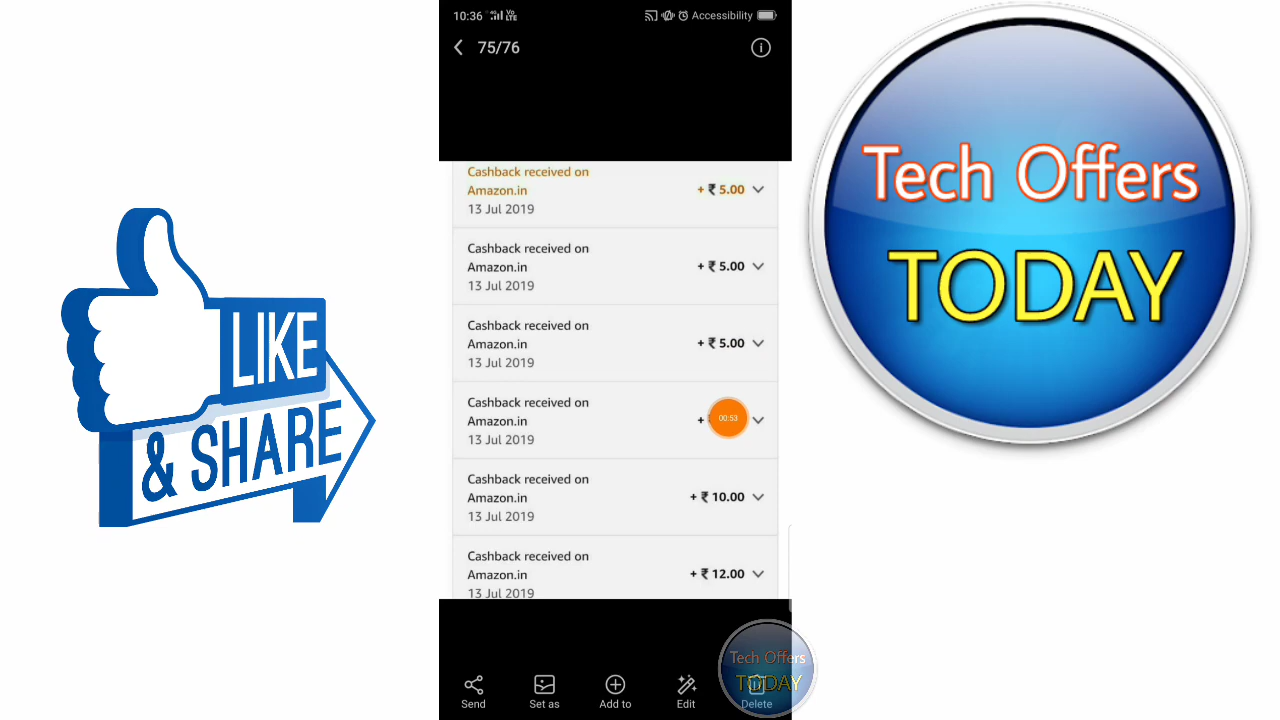 10:36 4G Vo LTE Accessibility
75/76
Cashback received on
Amazon.in + ₹ 5.00
13 Jul 2019
Cashback received on
Amazon.in + ₹ 5.00
13 Jul 2019
Cashback received on
Amazon.in + ₹ 5.00
13 Jul 2019
Cashback received on
Amazon.in +
00:53
13 Jul 2019
Cashback received on
Amazon.in + ₹ 10.00
13 Jul 2019
Cashback received on
Amazon.in + ₹ 12.00
13 Jul 2019
Send Set as Add to Edit Delete
LIKE
& SHARE
Tech Offers
TODAY
Tech Offers
TODAY